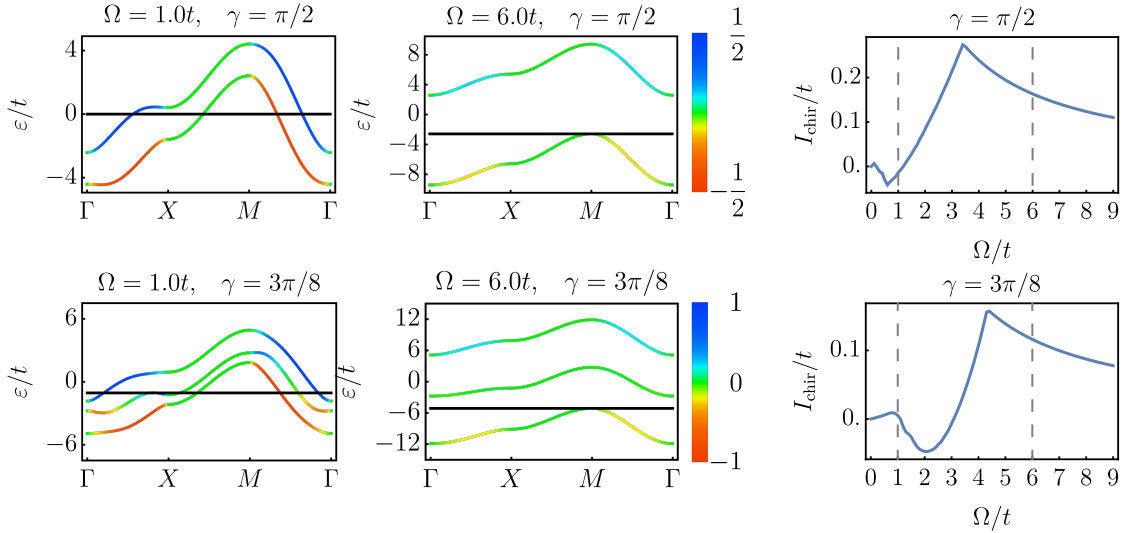 Ω = 1.0t, γ = π/2
Ω = 6.0t, γ = π/2
γ = π/2
ε/t
4
0
−4
Γ X M Γ
ε/t
8
4
0
−4
−8
Γ X M Γ
1/2
−1/2
I_chir/t
0.2
0.1
0.
0 1 2 3 4 5 6 7 8 9
Ω/t
Ω = 1.0t, γ = 3π/8
Ω = 6.0t, γ = 3π/8
γ = 3π/8
ε/t
6
0
−6
Γ X M Γ
ε/t
12
6
0
−6
−12
Γ X M Γ
1
0
−1
I_chir/t
0.1
0.
0 1 2 3 4 5 6 7 8 9
Ω/t